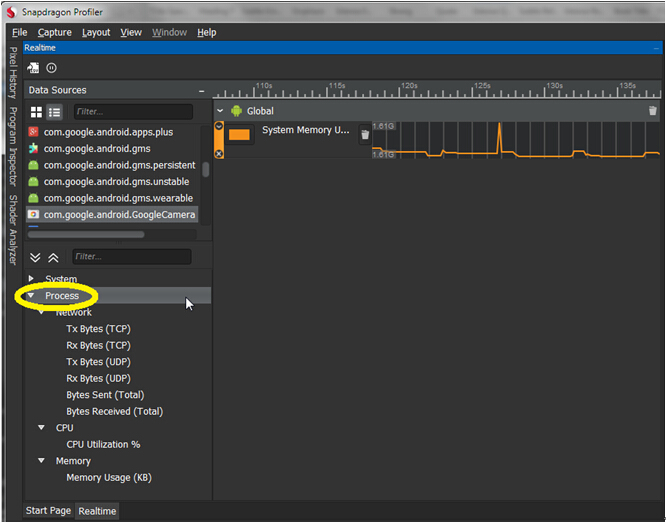 Snapdragon Profiler
File Capture Layout View Window Help
Realtime
Pixel History
Program Inspector
Shader Analyzer
Data Sources
Filter...
com.google.android.apps.plus
com.google.android.gms
com.google.android.gms.persistent
com.google.android.gms.unstable
com.google.android.gms.wearable
com.google.android.GoogleCamera
Filter...
System
Process
Network
Tx Bytes (TCP)
Rx Bytes (TCP)
Tx Bytes (UDP)
Rx Bytes (UDP)
Bytes Sent (Total)
Bytes Received (Total)
CPU
CPU Utilization %
Memory
Memory Usage (KB)
110s 115s 120s 125s 130s 135s
Global
System Memory U...
1.61G
1.61G
Start Page Realtime